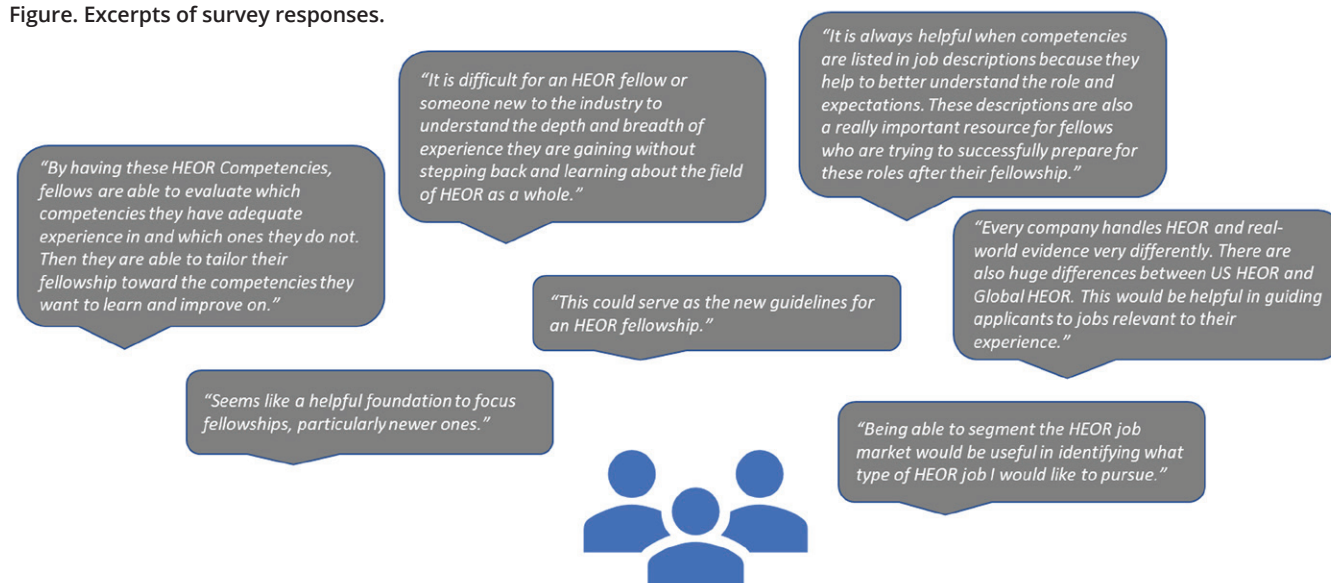 Figure. Excerpts of survey responses.
“By having these HEOR Competencies,
fellows are able to evaluate which
competencies they have adequate
experience in and which ones they do not.
Then they are able to tailor their
fellowship toward the competencies they
want to learn and improve on.”
“It is difficult for an HEOR fellow or
someone new to the industry to
understand the depth and breadth of
experience they are gaining without
stepping back and learning about the field
of HEOR as a whole.”
“It is always helpful when competencies
are listed in job descriptions because they
help to better understand the role and
expectations. These descriptions are also
a really important resource for fellows
who are trying to successfully prepare for
these roles after their fellowship.”
“This could serve as the new guidelines for
an HEOR fellowship.”
“Every company handles HEOR and real-
world evidence very differently. There are
also huge differences between US HEOR and
Global HEOR. This would be helpful in guiding
applicants to jobs relevant to their
experience.”
“Seems like a helpful foundation to focus
fellowships, particularly newer ones.”
“Being able to segment the HEOR job
market would be useful in identifying what
type of HEOR job I would like to pursue.”